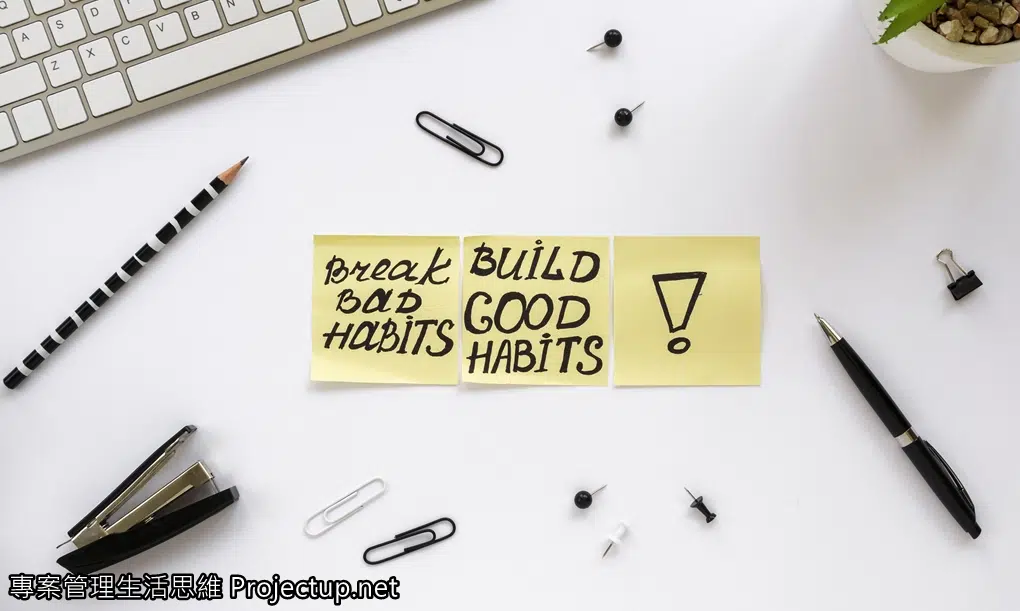 Q
B
N
A
S
D
F
G
Z
X
C
V
Break
BAD
HABITS
BUILD
GOOD
HABITS
!
專案管理生活思維 Projectup.net